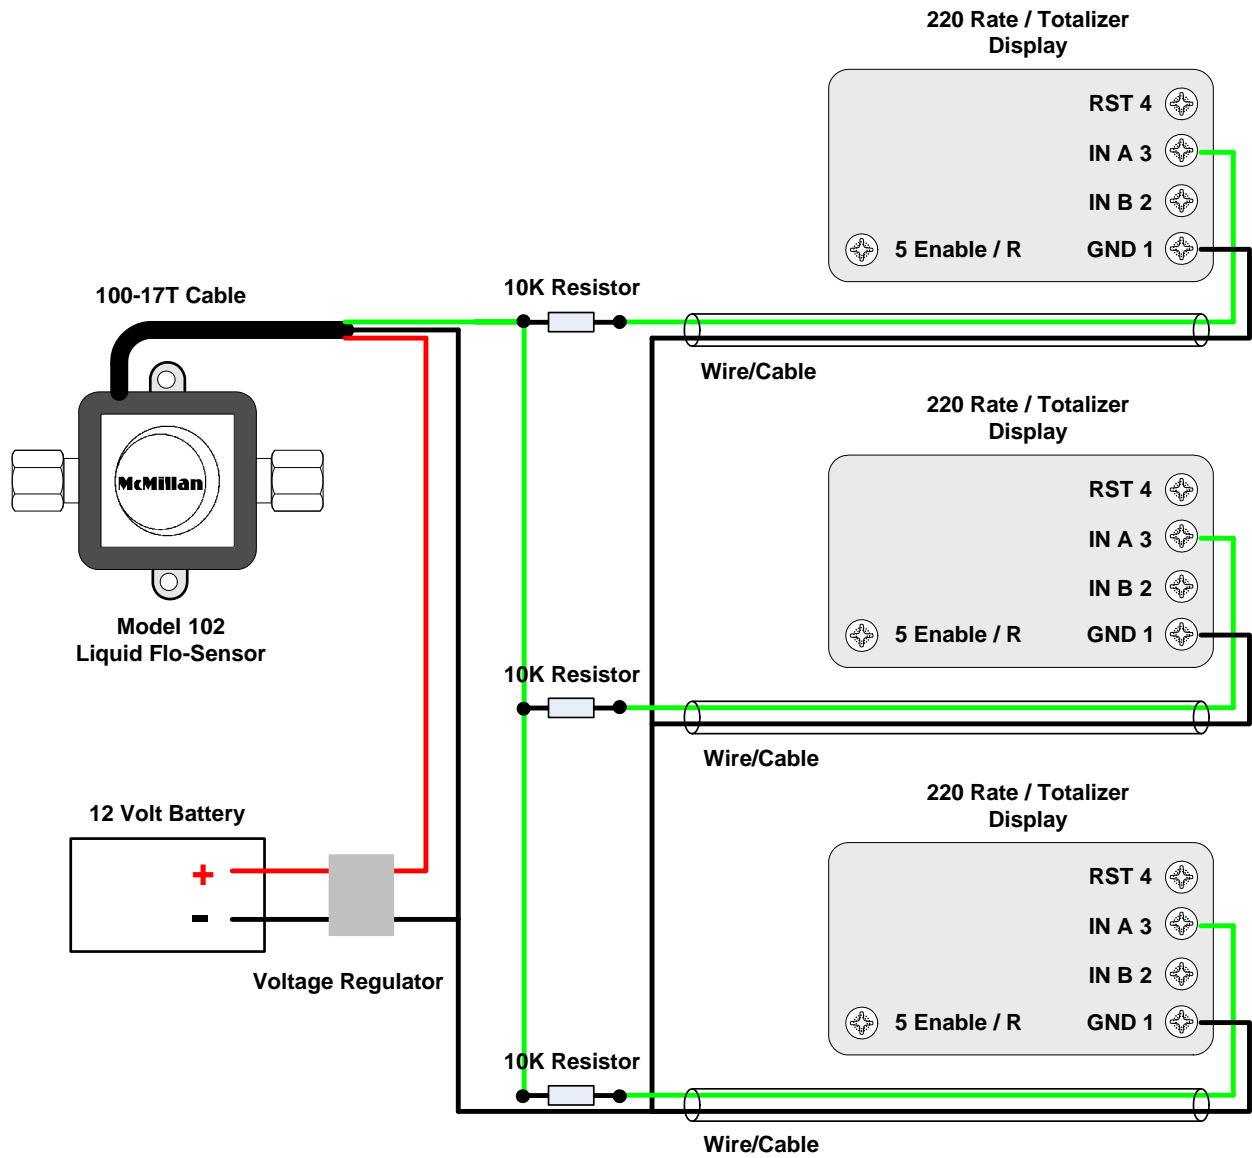 220 Rate / Totalizer
Display
RST 4
IN A 3
IN B 2
5 Enable / R
GND 1
100-17T Cable
10K Resistor
Wire/Cable
McMillan
Model 102
Liquid Flo-Sensor
220 Rate / Totalizer
Display
RST 4
IN A 3
IN B 2
5 Enable / R
GND 1
10K Resistor
Wire/Cable
12 Volt Battery
+
-
Voltage Regulator
220 Rate / Totalizer
Display
RST 4
IN A 3
IN B 2
5 Enable / R
GND 1
10K Resistor
Wire/Cable